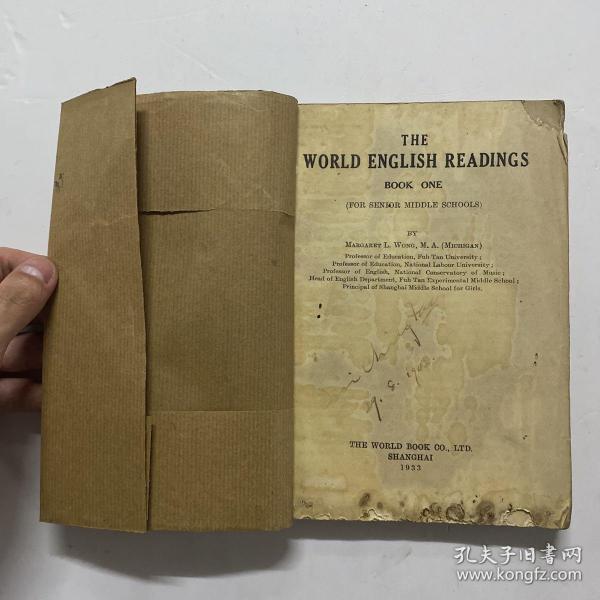 THE
WORLD ENGLISH READINGS
BOOK ONE
(FOR SENIOR MIDDLE SCHOOLS)
BY
MARGARET L. WONG, M. A. (MICHIGAN)
Professor of Education, Fuh Tan University;
Professor of Education, National Labour University;
Professor of English, National Conservatory of Music;
Head of English Department, Fuh Tan Experimental Middle School;
Principal of Shanghai Middle School for Girls.
THE WORLD BOOK CO., LTD.
SHANGHAI
1933
孔夫子旧书网
www.kongfz.com